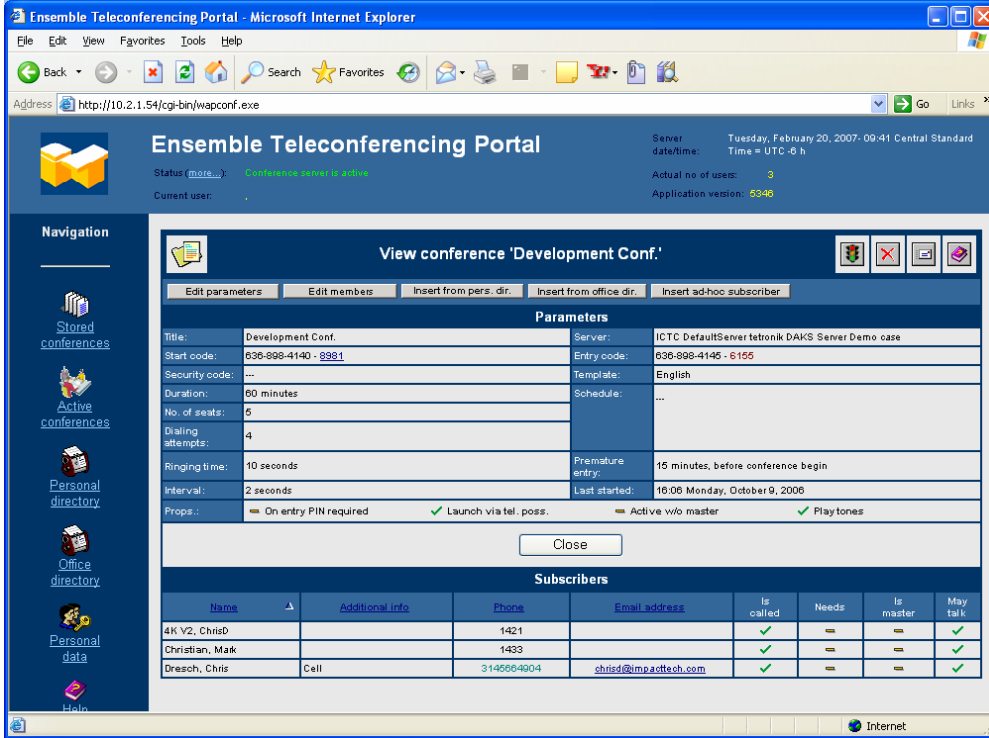 Ensemble Teleconferencing Portal - Microsoft Internet Explorer
File Edit View Favorites Tools Help
Back Search Favorites
Address http://10.2.1.54/cgi-bin/wapconf.exe Go Links
Ensemble Teleconferencing Portal
Server date/time: Tuesday, February 20, 2007- 09:41 Central Standard Time = UTC -6 h
Status (more...): Conference server is active
Actual no of users: 3
Current user: ,
Application version: 5346
Navigation
Stored conferences
Active conferences
Personal directory
Office directory
Personal data
Help
View conference 'Development Conf.'
Edit parameters Edit members Insert from pers. dir. Insert from office dir. Insert ad-hoc subscriber
Parameters
Title: Development Conf. Server: ICTC DefaultServer tetronik DAKS Server Demo case
Start code: 636-898-4140 - 8981 Entry code: 636-898-4145 - 6155
Security code: --- Template: English
Duration: 60 minutes Schedule: ...
No. of seats: 5
Dialing attempts: 4
Ringing time: 10 seconds Premature entry: 15 minutes, before conference begin
Interval: 2 seconds Last started: 16:06 Monday, October 9, 2006
Props.: On entry PIN required Launch via tel. poss. Active w/o master Play tones
Close
Subscribers
Name Additional info Phone Email address Is called Needs Is master May talk
4K V2, ChrisD 1421
Christian, Mark 1433
Dresch, Chris Cell 3145664904 chrisd@impacttech.com
Internet